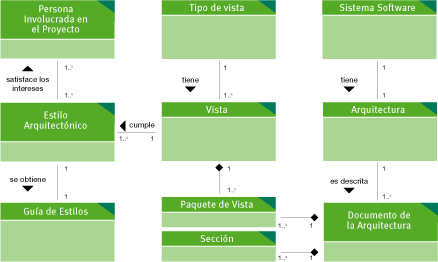 Persona
Involucrada en
el Proyecto
Tipo de vista
Sistema Software
1..*
1
1
satisface los
intereses
tiene
tiene
1..*
1..*
1..*
Estilo
Arquitectónico
cumple
1..*
1
Vista
Arquitectura
1
1
1
se obtiene
es descrita
1
1..*
1..*
Guía de Estilos
Paquete de Vista
1..*
1
Documento de
la Arquitectura
Sección
1..*
1